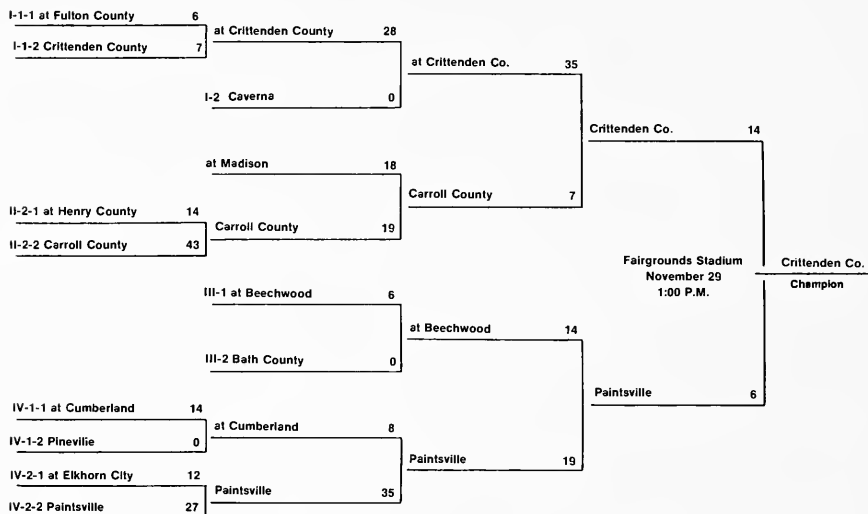 I-1-1 at Fulton County 6
I-1-2 Crittenden County 7
at Crittenden County 28
I-2 Caverna 0
at Crittenden Co. 35
at Madison 18
II-2-1 at Henry County 14
II-2-2 Carroll County 43
Carroll County 19
Carroll County 7
Crittenden Co. 14
III-1 at Beechwood 6
III-2 Bath County 0
at Beechwood 14
IV-1-1 at Cumberland 14
IV-1-2 Pineville 0
at Cumberland 8
IV-2-1 at Elkhorn City 12
IV-2-2 Paintsville 27
Paintsville 35
Paintsville 19
Paintsville 6
Fairgrounds Stadium
November 29
1:00 P.M.
Crittenden Co.
Champion